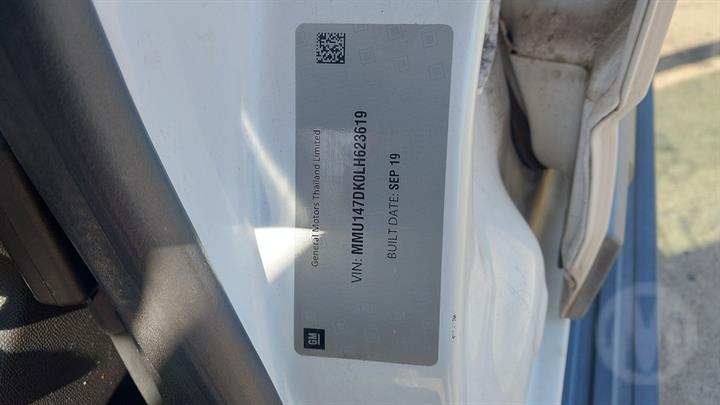 General Motors Thailand Limited
VIN: MMU147DK0LH623619
BUILT DATE: SEP 19
GM